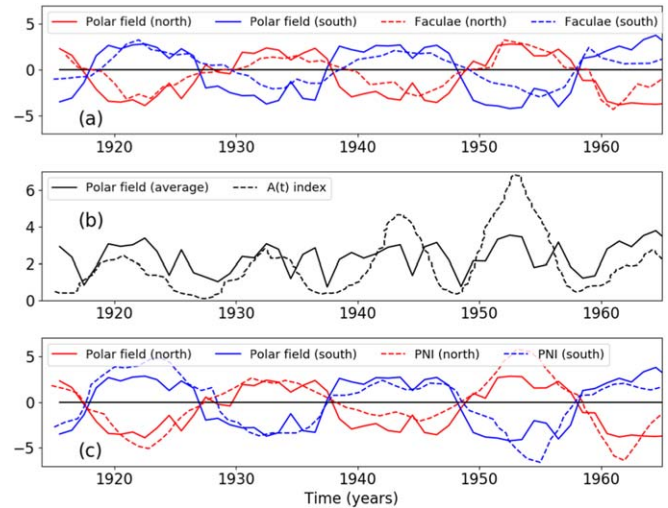 Polar field (north) Polar field (south) Faculae (north) Faculae (south)
0
−5
(a)
1920 1930 1940 1950 1960
6
Polar field (average) A(t) index
(b)
4
2
0
1920 1930 1940 1950 1960
5
Polar field (north) Polar field (south) PNI (north) PNI (south)
0
−5
(c)
1920 1930 1940 1950 1960
Time (years)